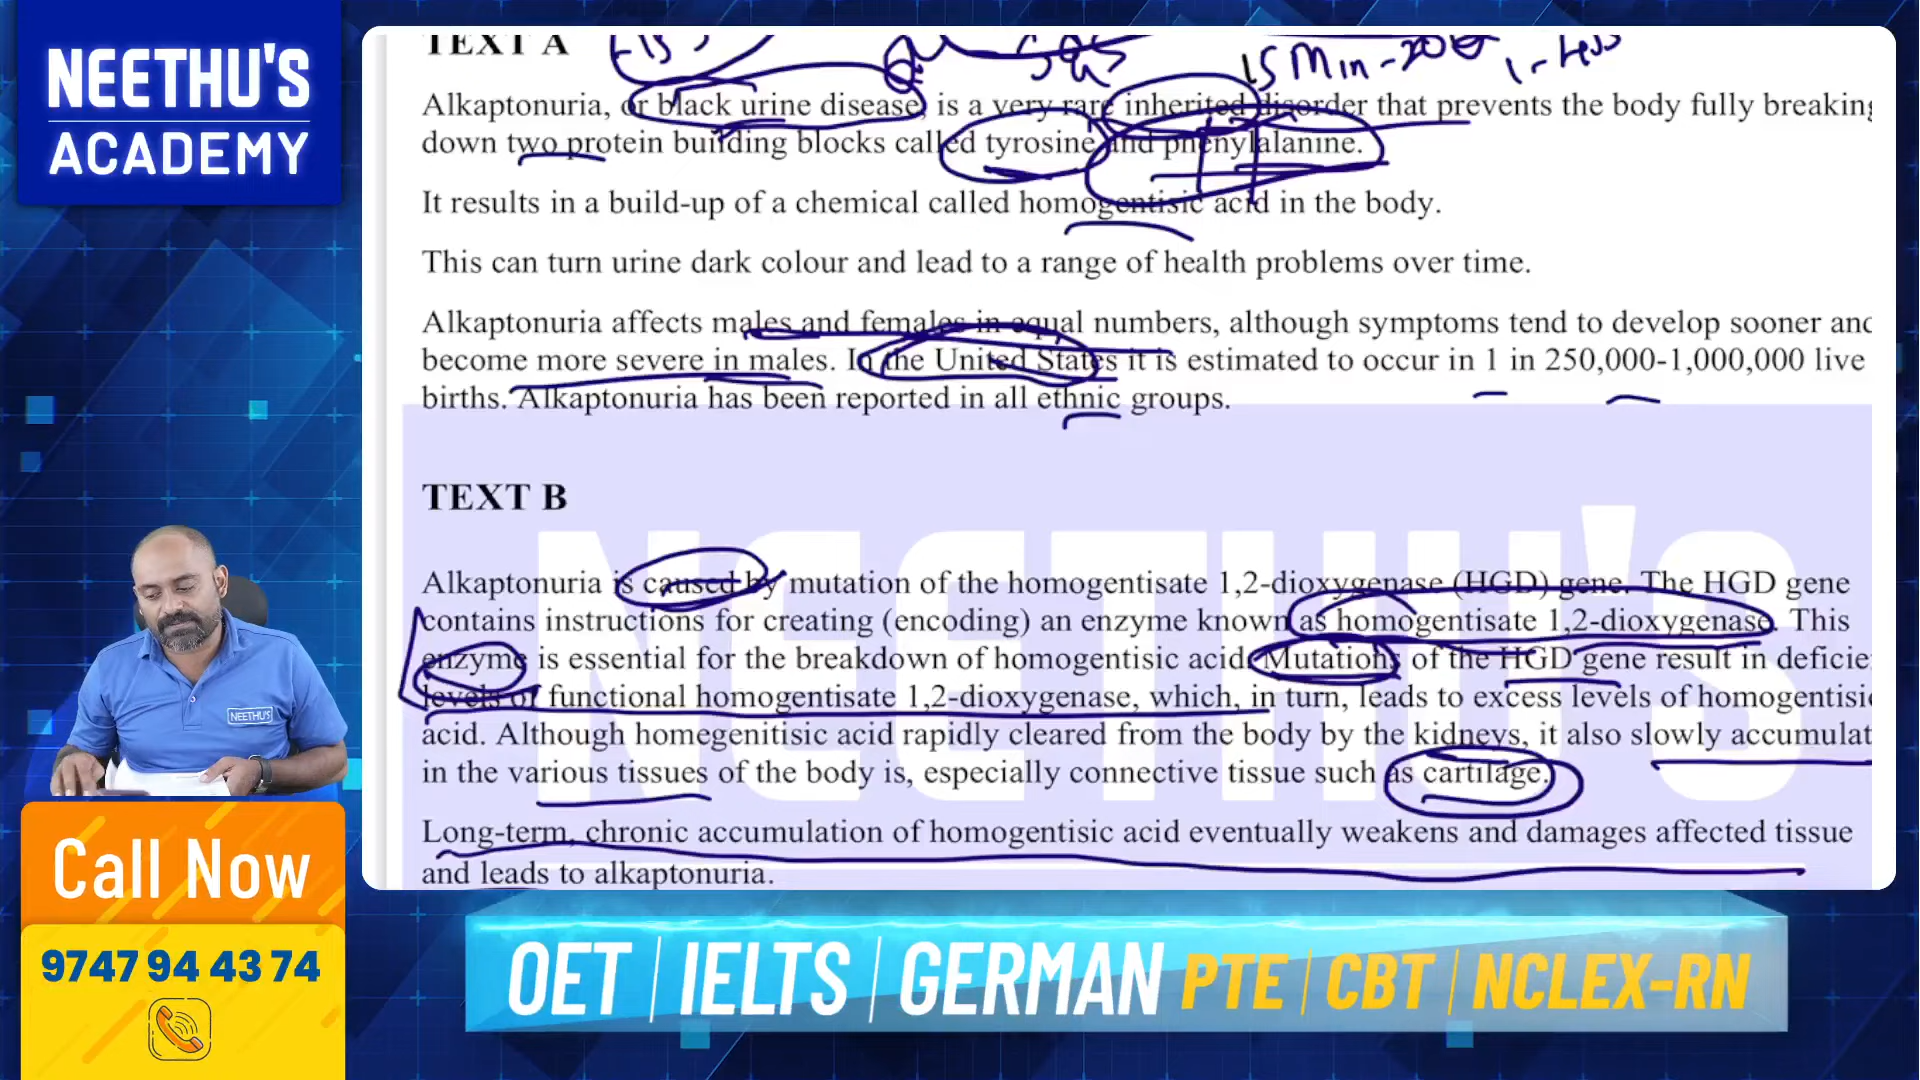 NEETHU'S
ACADEMY
TEXT A
15 Min - 20
Alkaptonuria, or black urine disease, is a very rare inherited disorder that prevents the body fully breaking
down two protein building blocks called tyrosine and phenylalanine.
It results in a build-up of a chemical called homogentisic acid in the body.
This can turn urine dark colour and lead to a range of health problems over time.
Alkaptonuria affects males and females in equal numbers, although symptoms tend to develop sooner and
become more severe in males. In the United States it is estimated to occur in 1 in 250,000-1,000,000 live
births. Alkaptonuria has been reported in all ethnic groups.
TEXT B
NEETHU'S
Alkaptonuria is caused by mutation of the homogentisate 1,2-dioxygenase (HGD) gene. The HGD gene
contains instructions for creating (encoding) an enzyme known as homogentisate 1,2-dioxygenase. This
enzyme is essential for the breakdown of homogentisic acid. Mutations of the HGD gene result in deficie
levels of functional homogentisate 1,2-dioxygenase, which, in turn, leads to excess levels of homogentisi
acid. Although homegenitisic acid rapidly cleared from the body by the kidneys, it also slowly accumulat
in the various tissues of the body is, especially connective tissue such as cartilage.
Long-term, chronic accumulation of homogentisic acid eventually weakens and damages affected tissue
and leads to alkaptonuria.
NEETHU'S
Call Now
9747 94 43 74
OET | IELTS | GERMAN PTE | CBT | NCLEX-RN